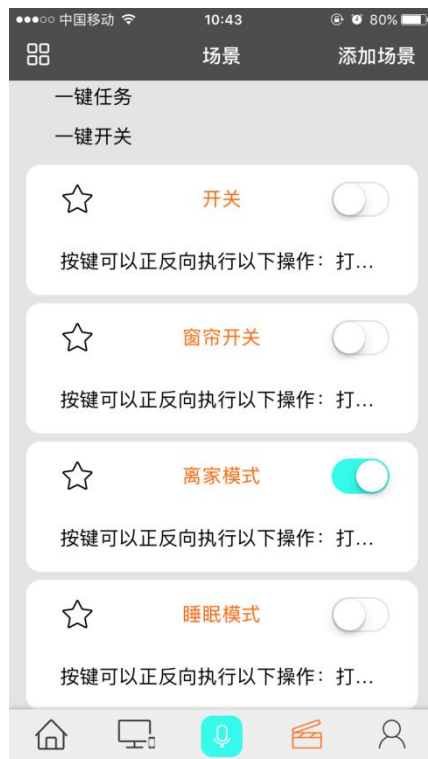 中国移动 10:43 80%
场景 添加场景
一键任务
一键开关
开关
按键可以正反向执行以下操作：打...
窗帘开关
按键可以正反向执行以下操作：打...
离家模式
按键可以正反向执行以下操作：打...
睡眠模式
按键可以正反向执行以下操作：打...